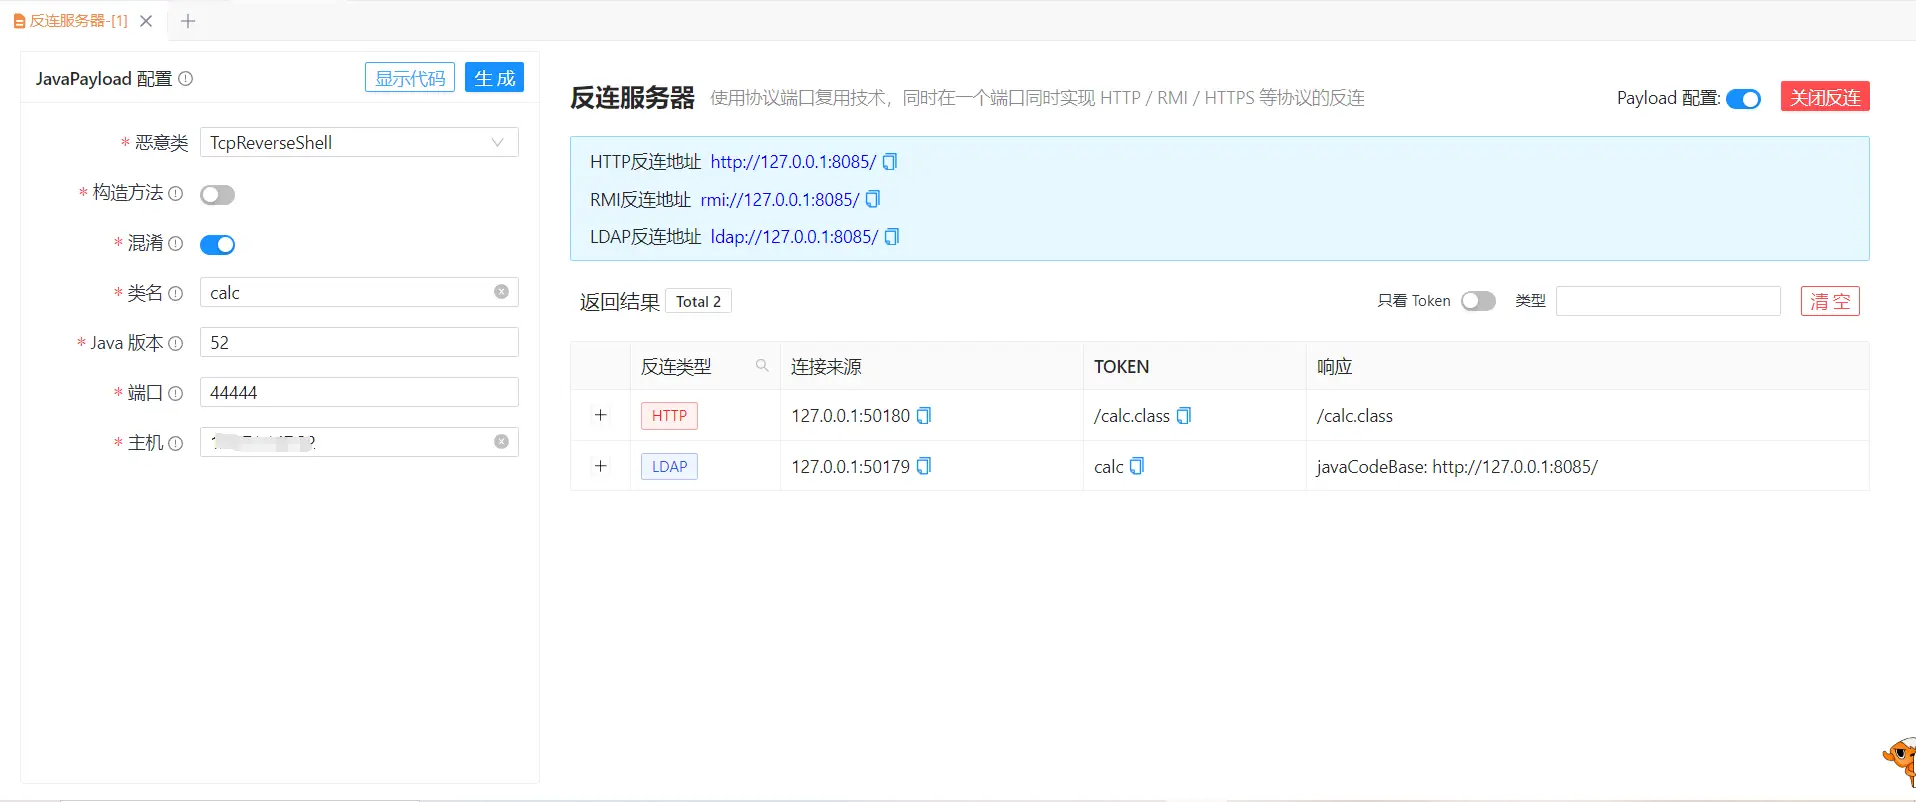 反连服务器-[1]
JavaPayload 配置
显示代码
生 成
* 恶意类
TcpReverseShell
* 构造方法
* 混淆
* 类名
calc
* Java 版本
52
* 端口
44444
* 主机
反连服务器
使用协议端口复用技术，同时在一个端口同时实现 HTTP / RMI / HTTPS 等协议的反连
Payload 配置:
关闭反连
HTTP反连地址 http://127.0.0.1:8085/
RMI反连地址 rmi://127.0.0.1:8085/
LDAP反连地址 ldap://127.0.0.1:8085/
返回结果 Total 2
只看 Token
类型
清 空
反连类型 连接来源 TOKEN 响应
+ HTTP 127.0.0.1:50180 /calc.class /calc.class
+ LDAP 127.0.0.1:50179 calc javaCodeBase: http://127.0.0.1:8085/